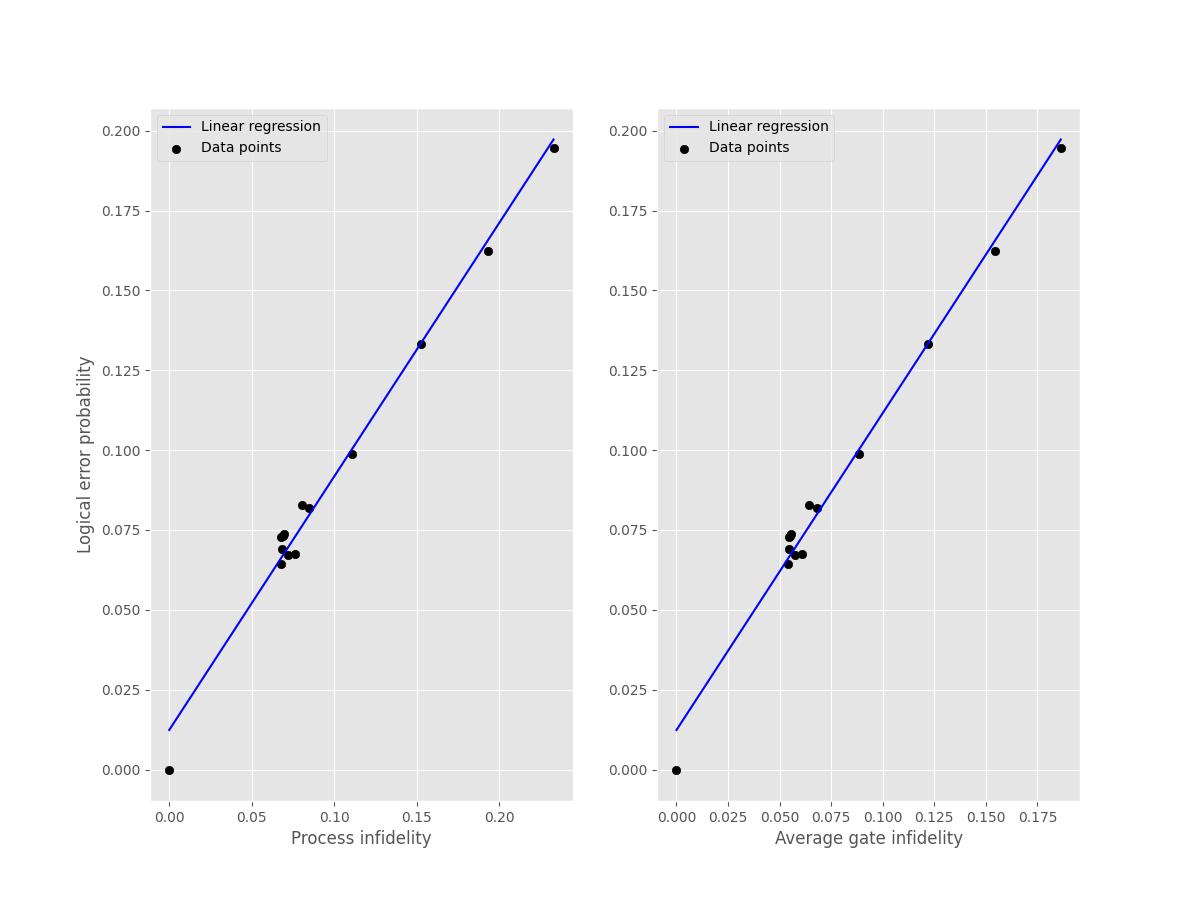 Linear regression
Data points
0.200
0.175
0.150
0.125
0.100
0.075
0.050
0.025
0.000
Logical error probability
0.00 0.05 0.10 0.15 0.20
Process infidelity
Linear regression
Data points
0.200
0.175
0.150
0.125
0.100
0.075
0.050
0.025
0.000
0.000 0.025 0.050 0.075 0.100 0.125 0.150 0.175
Average gate infidelity